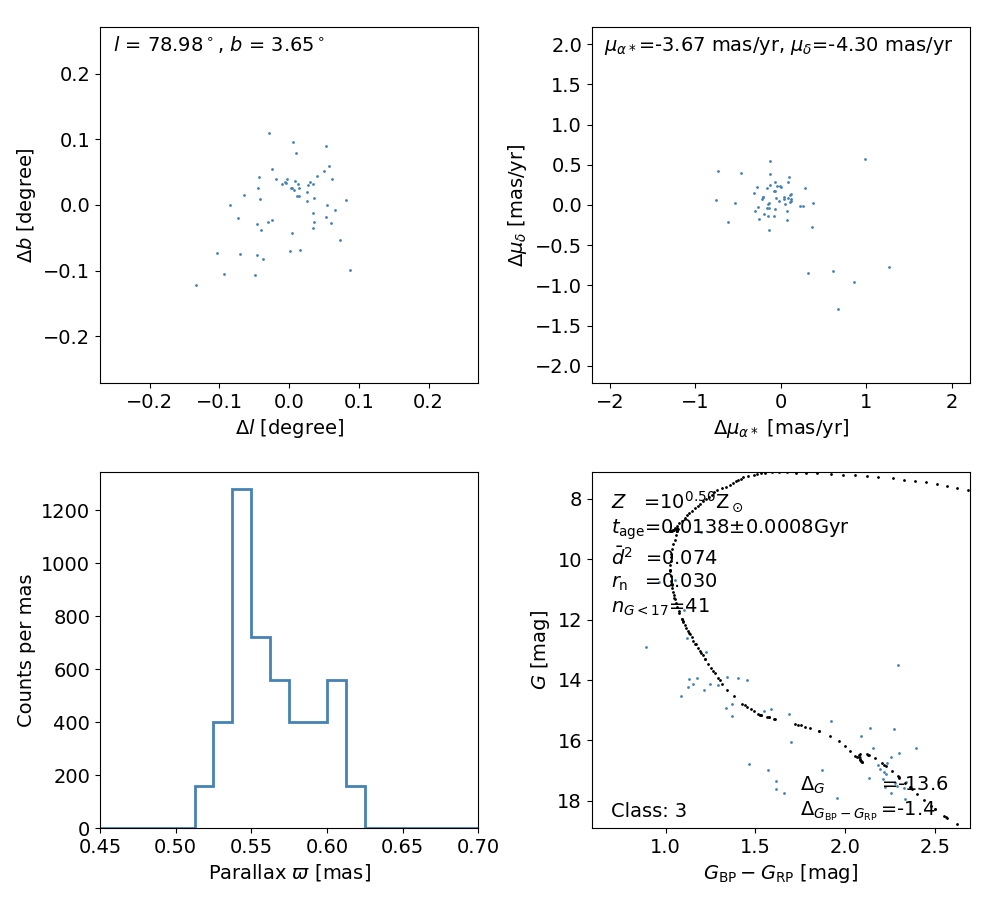 l = 78.98°, b = 3.65°
0.2
0.1
0.0
−0.1
−0.2
Δb [degree]
−0.2 −0.1 0.0 0.1 0.2
Δl [degree]
μα*=-3.67 mas/yr, μδ=-4.30 mas/yr
2.0
1.5
1.0
0.5
0.0
−0.5
−1.0
−1.5
−2.0
Δμδ [mas/yr]
−2 −1 0 1 2
Δμα* [mas/yr]
1200
1000
800
600
400
200
0
Counts per mas
0.45 0.50 0.55 0.60 0.65 0.70
Parallax ϖ [mas]
Z =10^0.50 Z⊙
tage=0.0138±0.0008Gyr
d̄² =0.074
rn =0.030
nG<17=41
8
10
12
14
16
18
G [mag]
ΔG =-13.6
ΔGBP−GRP =-1.4
Class: 3
1.0 1.5 2.0 2.5
GBP − GRP [mag]